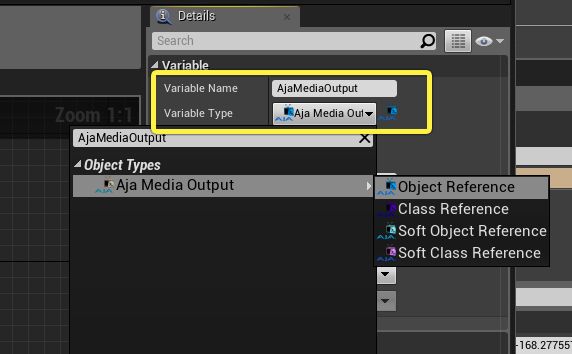 Details
Search
Variable
Variable Name
AjaMediaOutput
Zoom 1:1
Variable Type
Aja Media Out
AjaMediaOutput
Object Types
Aja Media Output
Object Reference
Class Reference
Soft Object Reference
Soft Class Reference
-168.277557